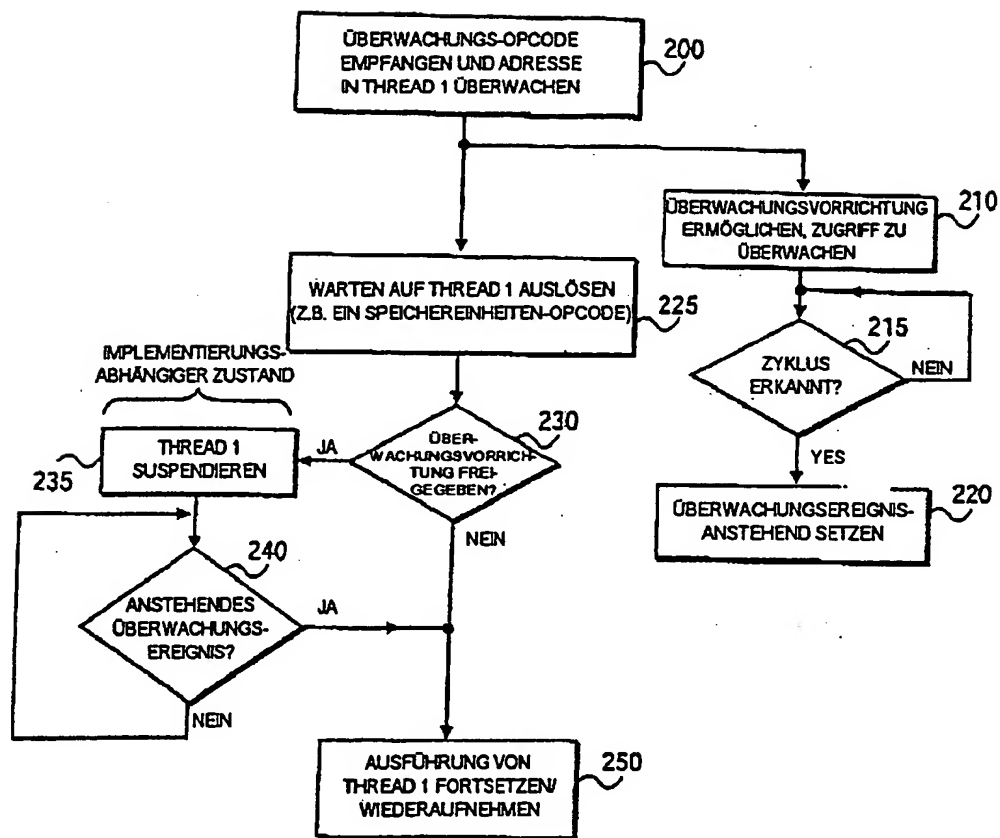 ÜBERWACHUNGS-OPCODE
EMPFANGEN UND ADRESSE
IN THREAD 1 ÜBERWACHEN
200
ÜBERWACHUNGSVORRICHTUNG
ERMÖGLICHEN, ZUGRIFF ZU
ÜBERWACHEN
210
WARTEN AUF THREAD 1 AUSLÖSEN
(Z.B. EIN SPEICHEREINHEITEN-OPCODE)
225
ZYKLUS
ERKANNT?
215
NEIN
YES
ÜBERWACHUNGSEREIGNIS-
ANSTEHEND SETZEN
220
IMPLEMENTIERUNGS-
ABHÄNGIGER ZUSTAND
THREAD 1
SUSPENDIEREN
235
JA
ÜBER-
WACHUNGSVORRICH-
TUNG FREI-
GEGEBEN?
230
NEIN
ANSTEHENDES
ÜBERWACHUNGS-
EREIGNIS?
240
JA
NEIN
AUSFÜHRUNG VON
THREAD 1 FORTSETZEN/
WIEDERAUFNEHMEN
250